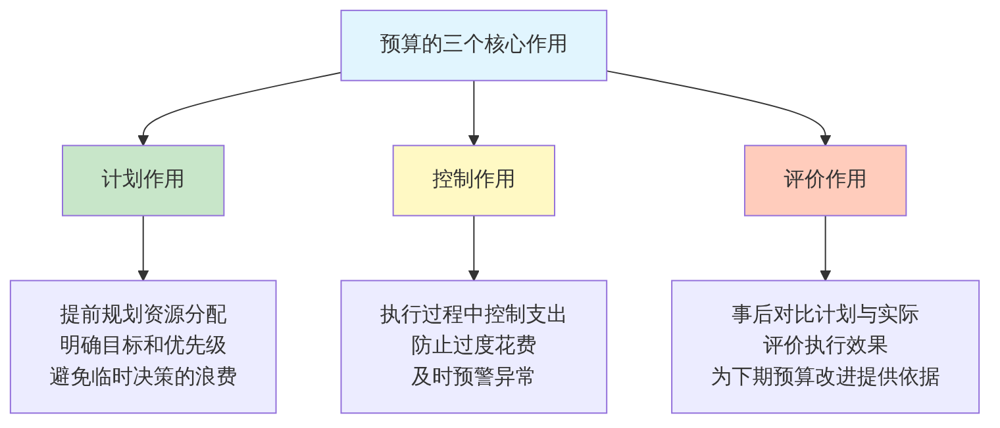 预算的三个核心作用
计划作用
控制作用
评价作用
提前规划资源分配
明确目标和优先级
避免临时决策的浪费
执行过程中控制支出
防止过度花费
及时预警异常
事后对比计划与实际
评价执行效果
为下期预算改进提供依据